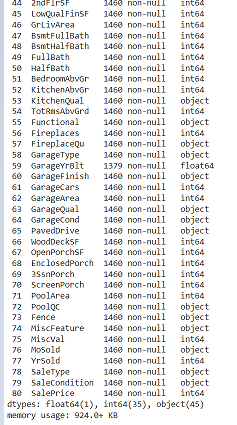 44 2ndFlrSF 1460 non-null int64
45 LowQualFinSF 1460 non-null int64
46 GrLivArea 1460 non-null int64
47 BsmtFullBath 1460 non-null int64
48 BsmtHalfBath 1460 non-null int64
49 FullBath 1460 non-null int64
50 HalfBath 1460 non-null int64
51 BedroomAbvGr 1460 non-null int64
52 KitchenAbvGr 1460 non-null int64
53 KitchenQual 1460 non-null object
54 TotRmsAbvGrd 1460 non-null int64
55 Functional 1460 non-null object
56 Fireplaces 1460 non-null int64
57 FireplaceQu 1460 non-null object
58 GarageType 1460 non-null object
59 GarageYrBlt 1379 non-null float64
60 GarageFinish 1460 non-null object
61 GarageCars 1460 non-null int64
62 GarageArea 1460 non-null int64
63 GarageQual 1460 non-null object
64 GarageCond 1460 non-null object
65 PavedDrive 1460 non-null object
66 WoodDeckSF 1460 non-null int64
67 OpenPorchSF 1460 non-null int64
68 EnclosedPorch 1460 non-null int64
69 3SsnPorch 1460 non-null int64
70 ScreenPorch 1460 non-null int64
71 PoolArea 1460 non-null int64
72 PoolQC 1460 non-null object
73 Fence 1460 non-null object
74 MiscFeature 1460 non-null object
75 MiscVal 1460 non-null int64
76 MoSold 1460 non-null object
77 YrSold 1460 non-null int64
78 SaleType 1460 non-null object
79 SaleCondition 1460 non-null object
80 SalePrice 1460 non-null int64
dtypes: float64(1), int64(35), object(45)
memory usage: 924.0+ KB